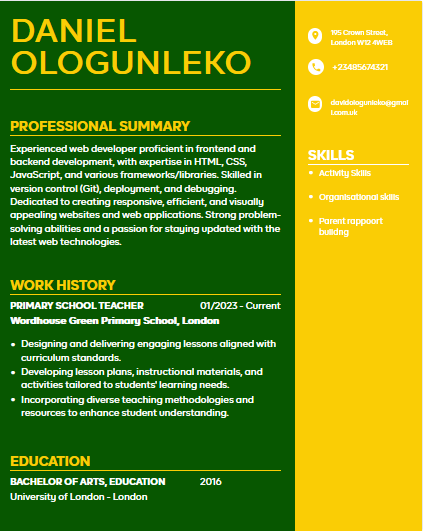 DANIEL
OLOGUNLEKO
PROFESSIONAL SUMMARY
Experienced web developer proficient in frontend and
backend development, with expertise in HTML, CSS,
JavaScript, and various frameworks/libraries. Skilled in
version control (Git), deployment, and debugging.
Dedicated to creating responsive, efficient, and visually
appealing websites and web applications. Strong problem-
solving abilities and a passion for staying updated with the
latest web technologies.
WORK HISTORY
PRIMARY SCHOOL TEACHER 01/2023 - Current
Wordhouse Green Primary School, London
• Designing and delivering engaging lessons aligned with
curriculum standards.
• Developing lesson plans, instructional materials, and
activities tailored to students' learning needs.
• Incorporating diverse teaching methodologies and
resources to enhance student understanding.
EDUCATION
BACHELOR OF ARTS, EDUCATION 2016
University of London - London
195 Crown Street,
London W12 4WEB
+23485674321
davidologunleko@gmai
l.com.uk
SKILLS
• Activity Skills
• Organisational skills
• Parent rappoort
builidng